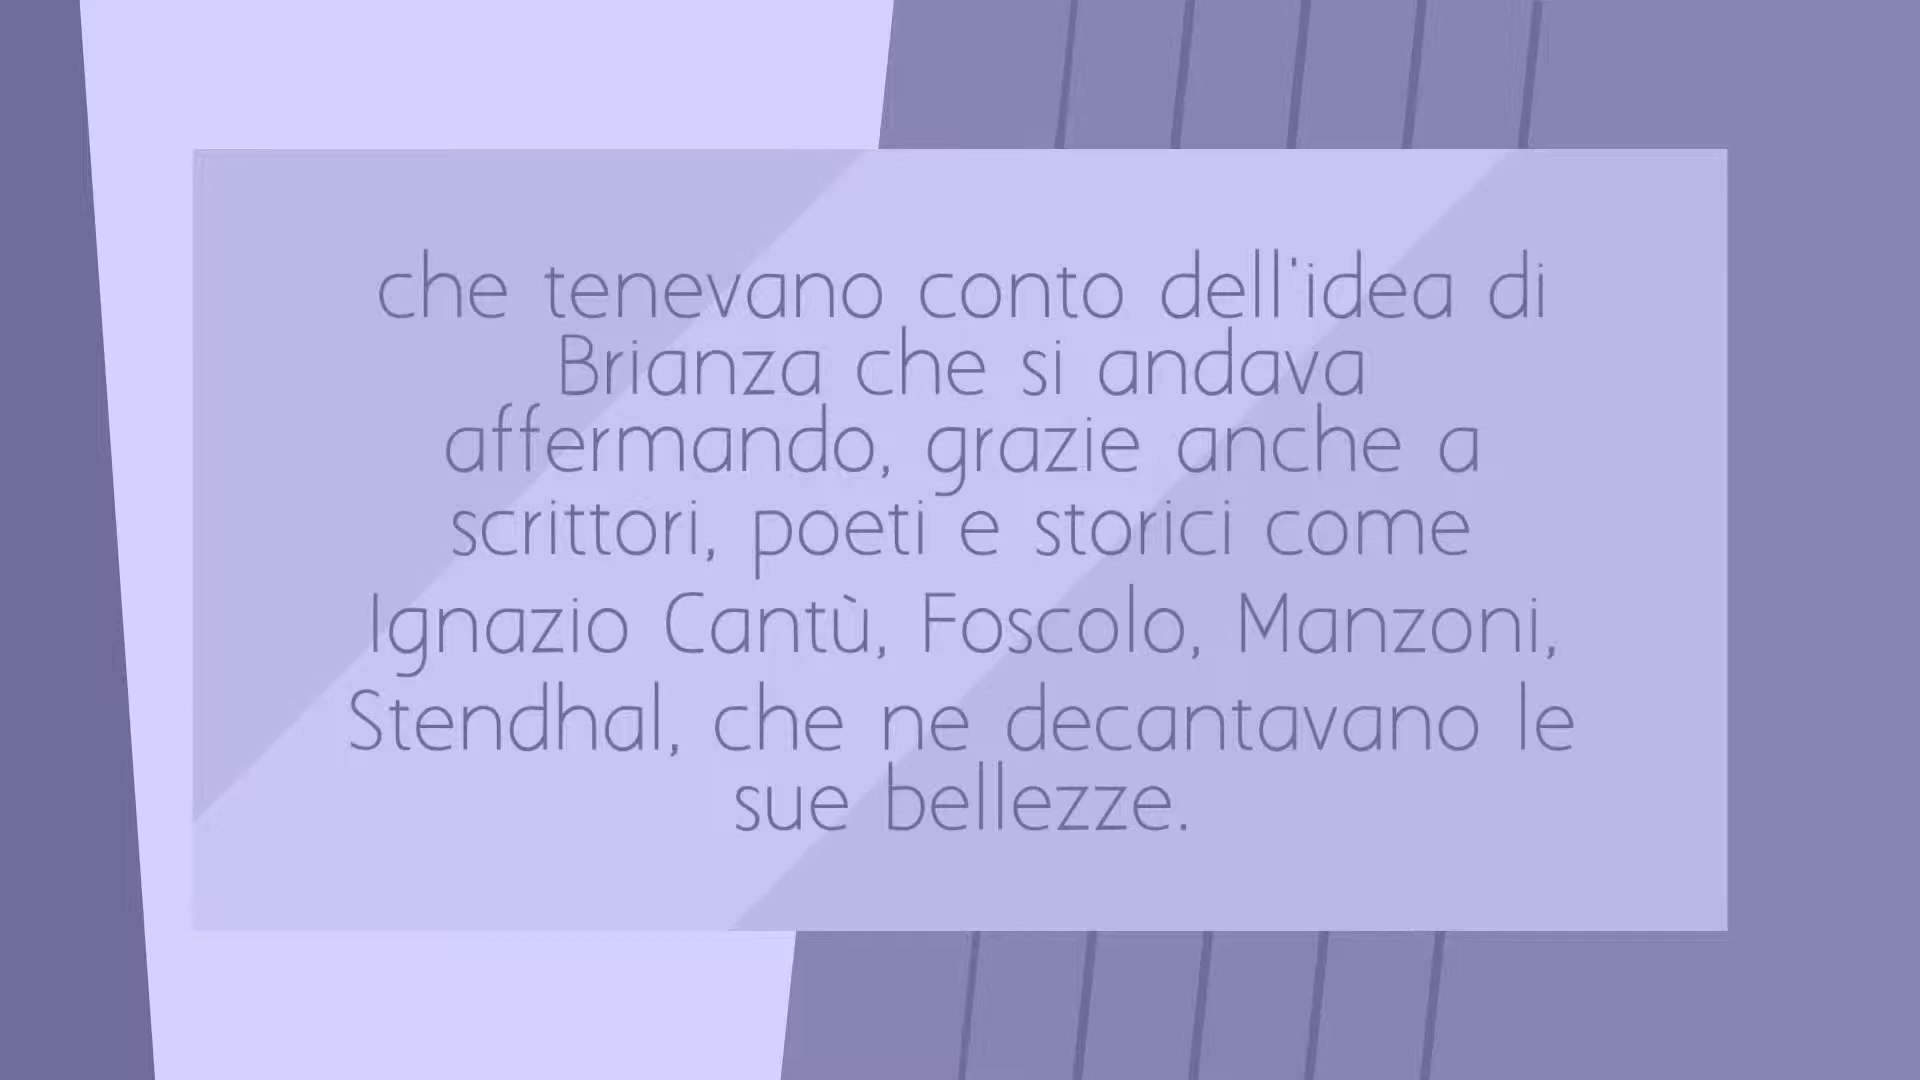 che tenevano conto dell'idea di
Brianza che si andava
affermando, grazie anche a
scrittori, poeti e storici come
Ignazio Cantù, Foscolo, Manzoni,
Stendhal, che ne decantavano le
sue bellezze.